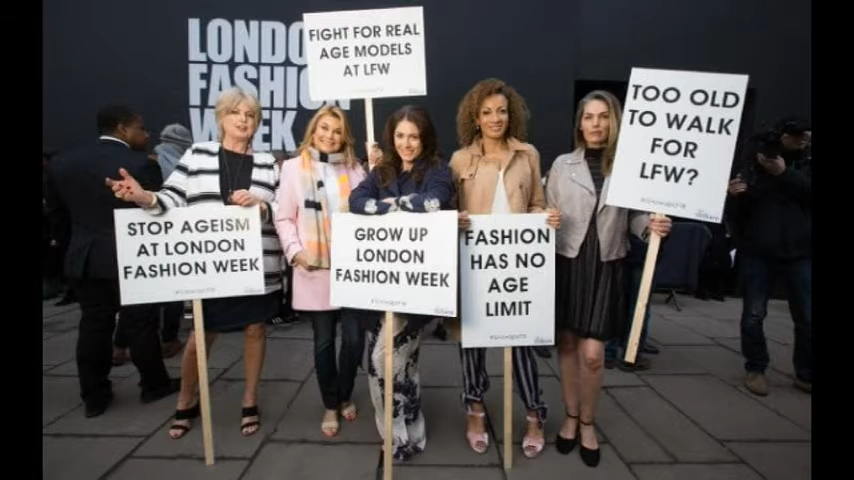 LONDON
FASHION
WEEK
FIGHT FOR REAL
AGE MODELS
AT LFW
TOO OLD
TO WALK
FOR
LFW?
STOP AGEISM
AT LONDON
FASHION WEEK
GROW UP
LONDON
FASHION WEEK
FASHION
HAS NO
AGE
LIMIT